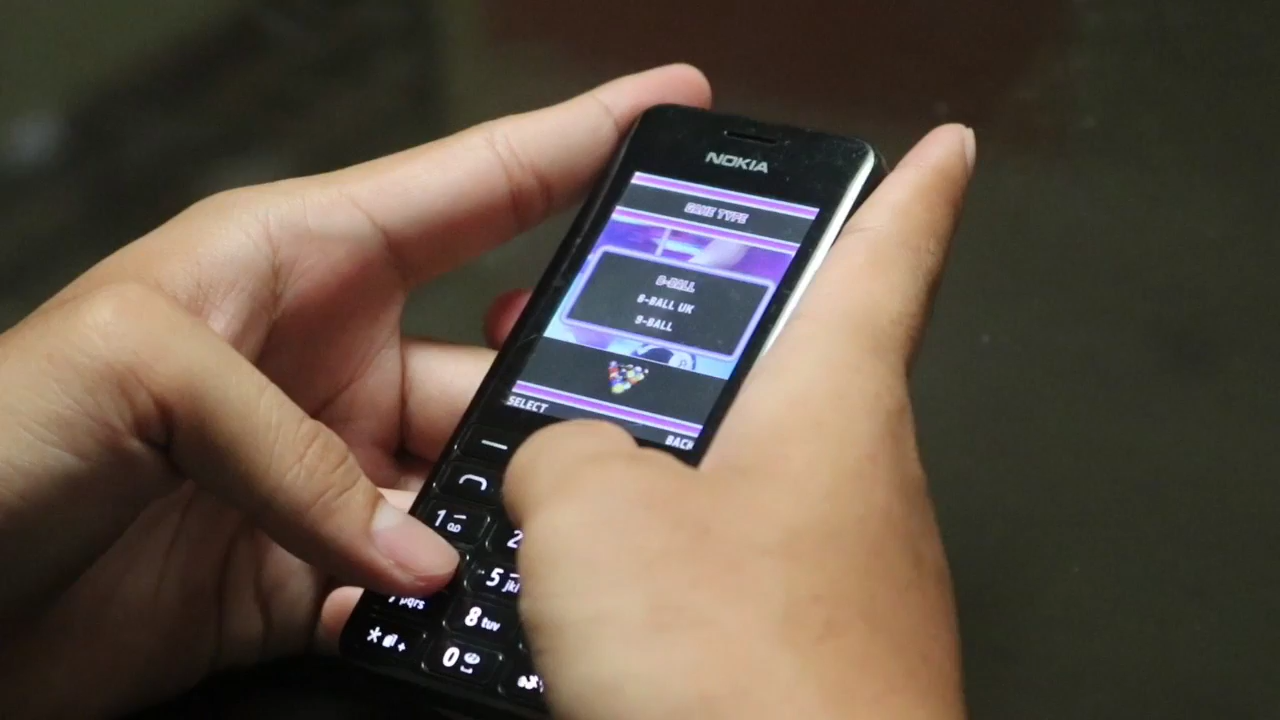 NOKIA
GAME TYPE
8-BALL
8-BALL UK
9-BALL
SELECT
BACK
1
2
5 jkl
7 pqrs
8 tuv
* +
0